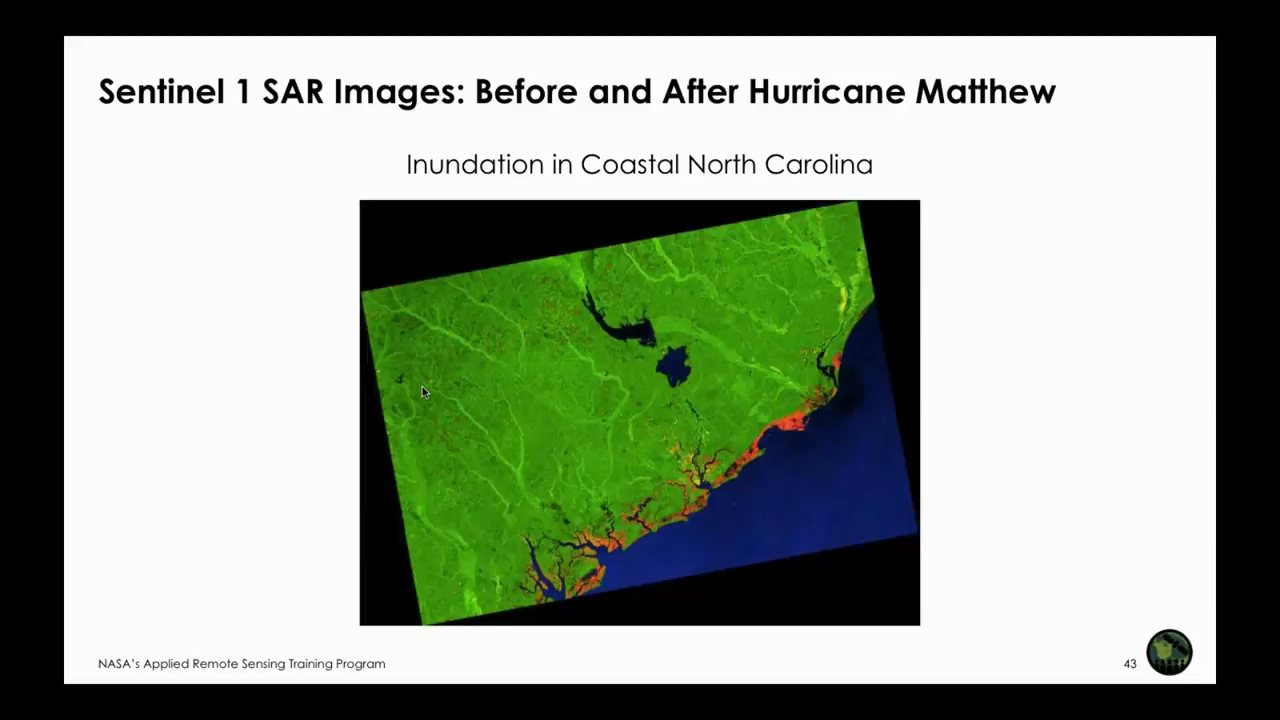 Sentinel 1 SAR Images: Before and After Hurricane Matthew
Inundation in Coastal North Carolina
NASA's Applied Remote Sensing Training Program
43